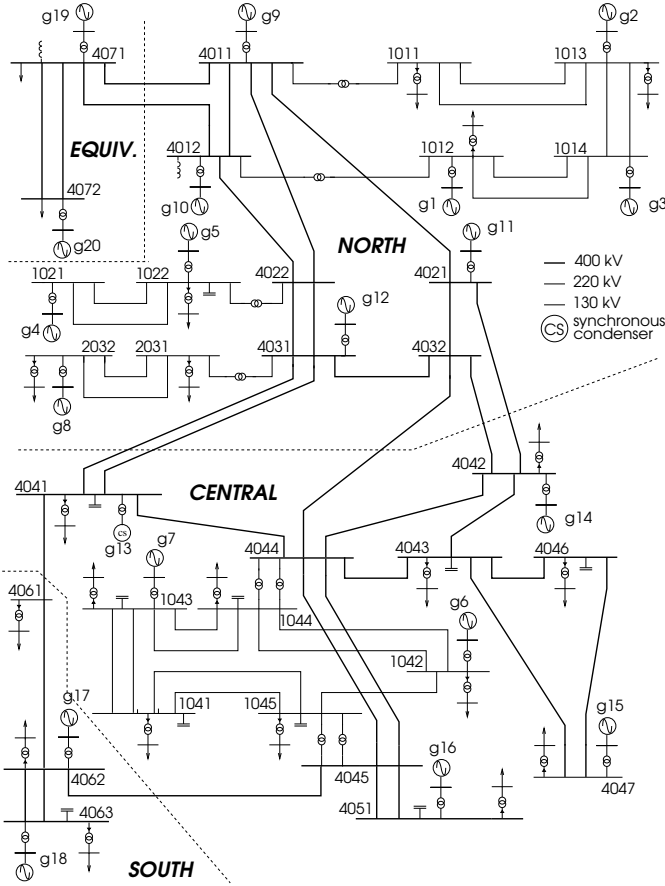 g19
g9
g2
4071
4011
1011
1013
EQUIV.
4012
1012
1014
4072
g10
g1
g3
g5
g11
g20
NORTH
1021
1022
4022
g12
4021
400 kV
220 kV
130 kV
CS synchronous
condenser
g4
2032
2031
4031
4032
g8
4042
4041
CENTRAL
cs
g13
g7
g14
4044
4043
4046
4061
1043
1044
g6
1042
g17
1041
1045
g15
g16
4062
4045
4047
4063
4051
g18
SOUTH